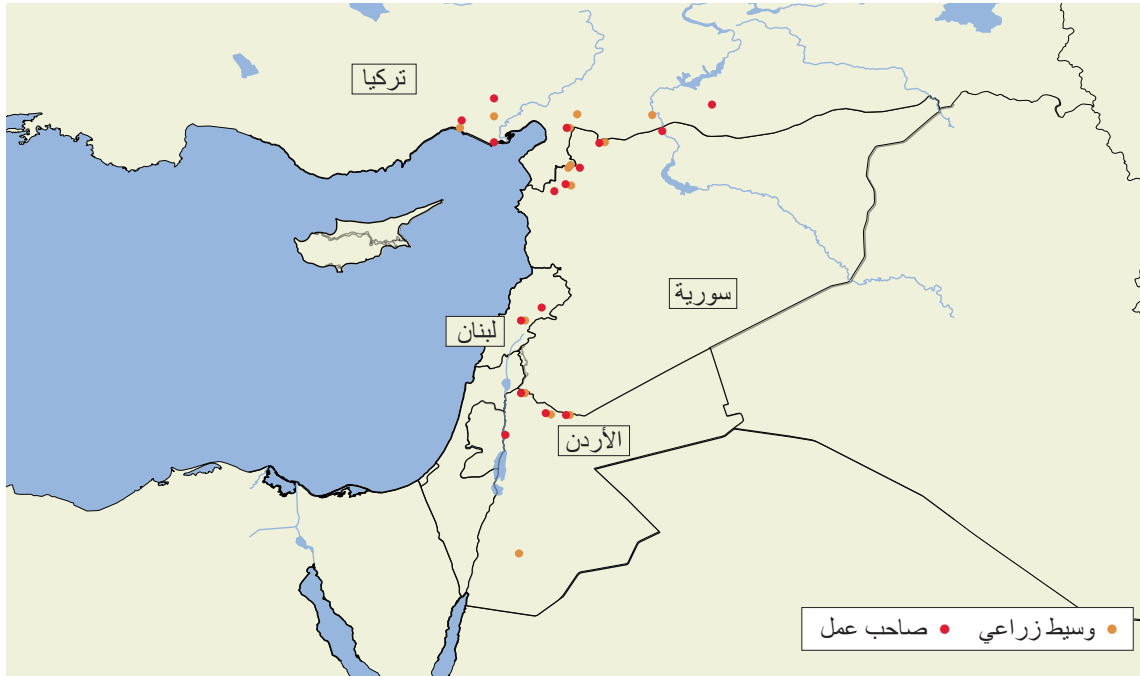 تركيا
سورية
لبنان
الأردن
وسيط زراعي
صاحب عمل